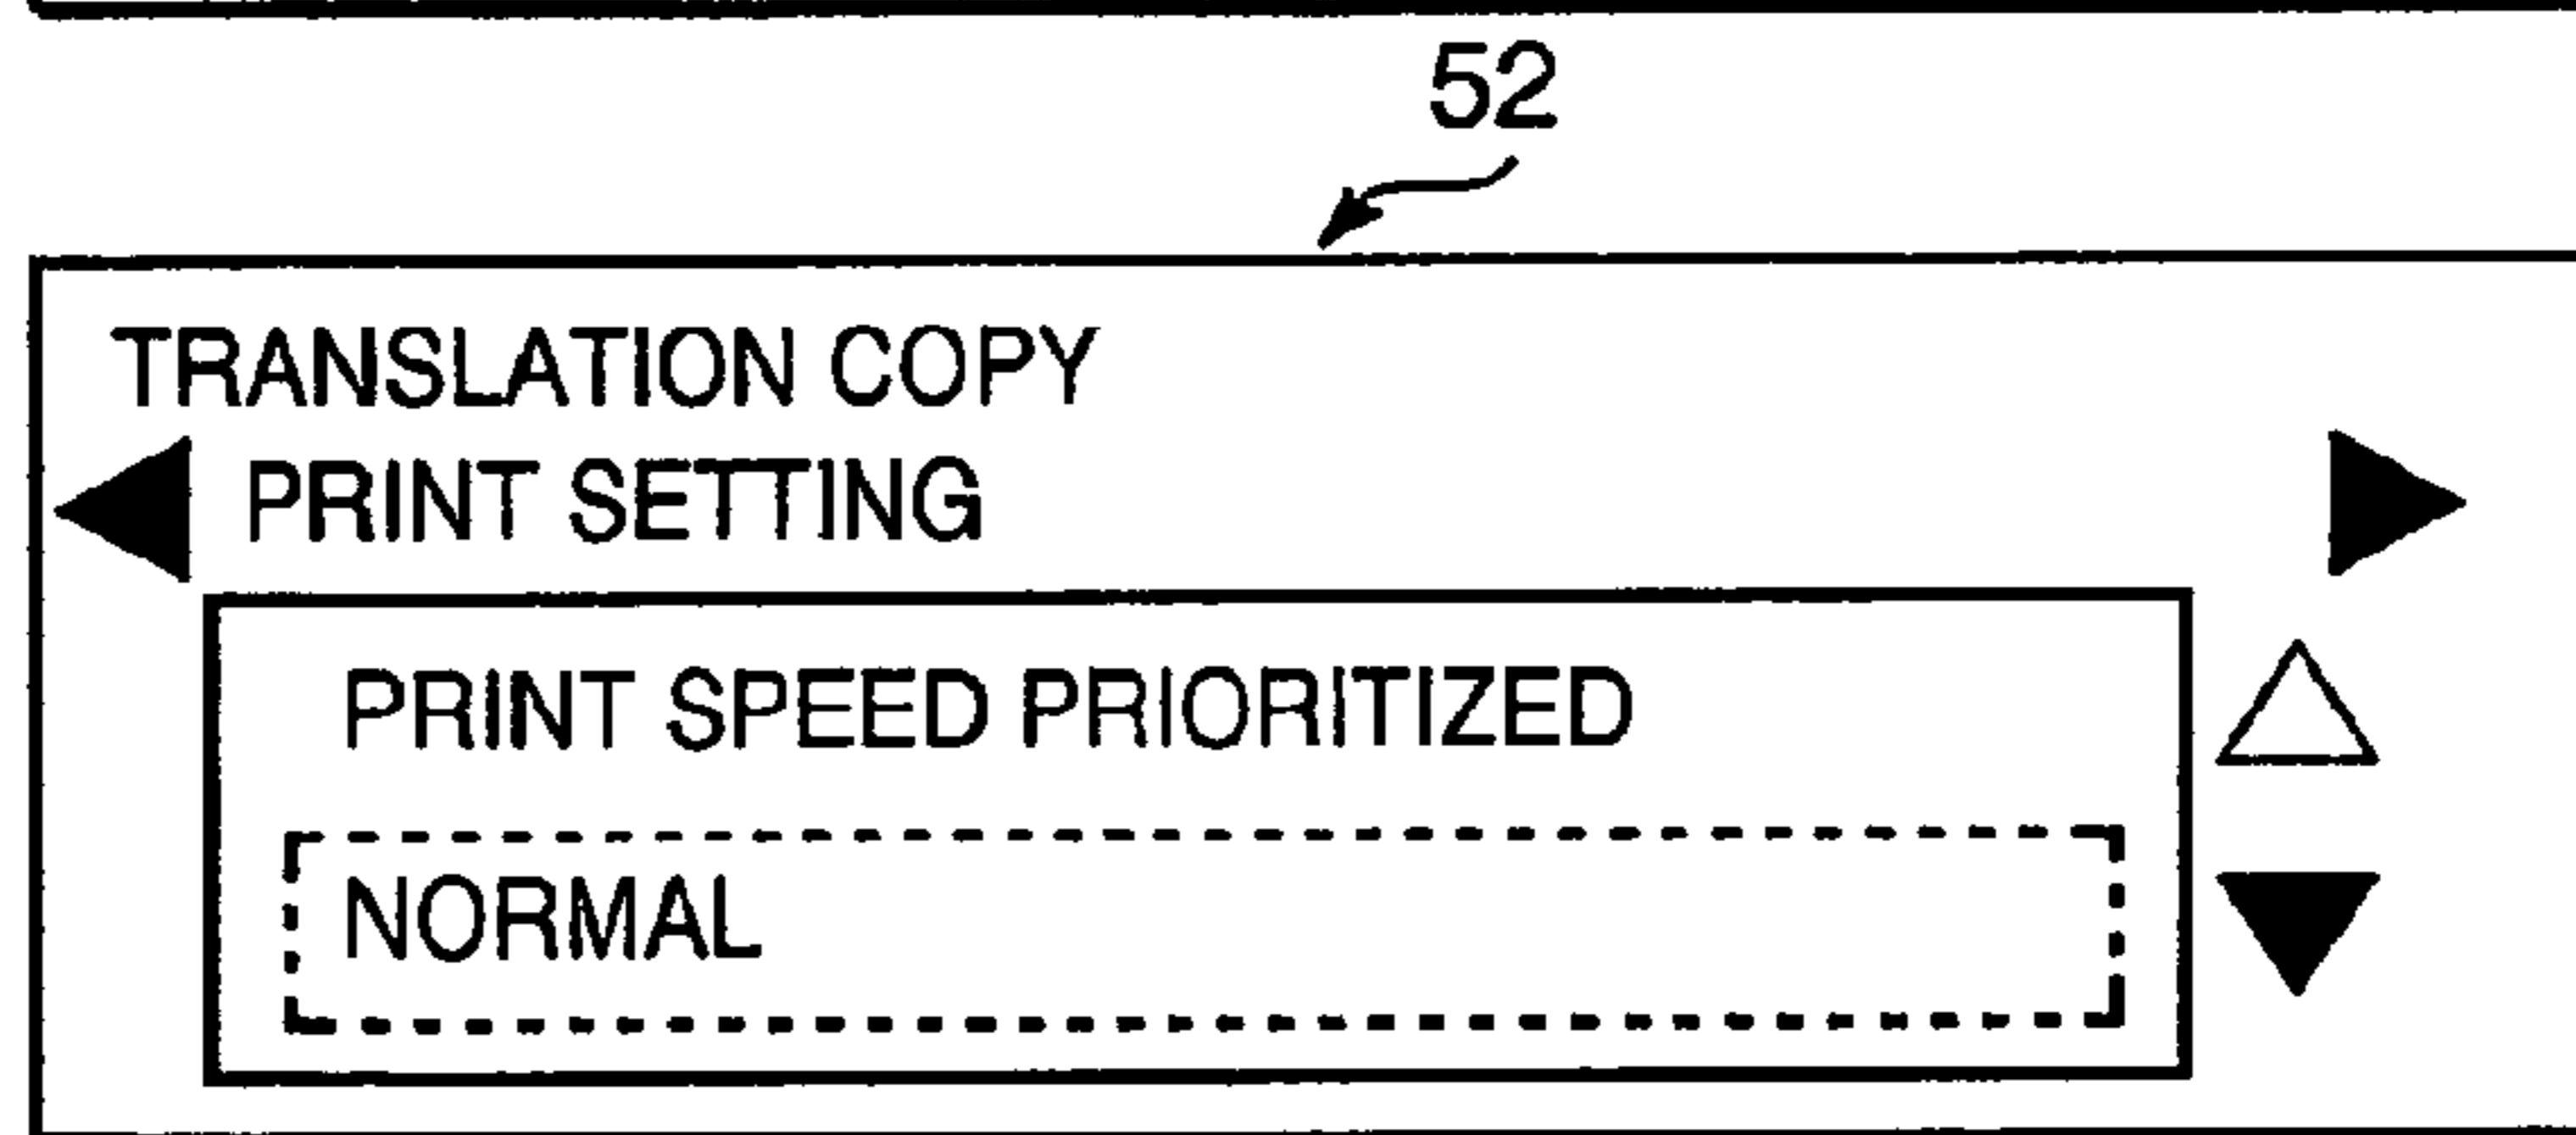 52
TRANSLATION COPY
PRINT SETTING
PRINT SPEED PRIORITIZED
NORMAL